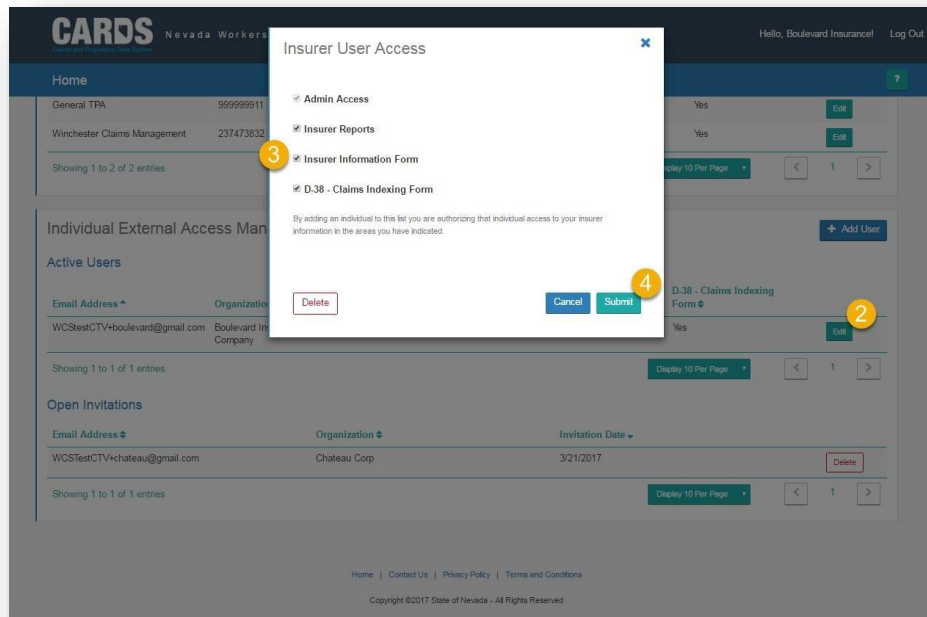 CARDS
Claims and Regulatory Data System
Nevada Workers
Hello, Boulevard Insurance! Log Out
Home
?
General TPA 999999911 Yes Edit
Winchester Claims Management 237473832 Yes Edit
Showing 1 to 2 of 2 entries Display 10 Per Page < 1 >
Insurer User Access
Admin Access
Insurer Reports
3
Insurer Information Form
D-38 - Claims Indexing Form
By adding an individual to this list you are authorizing that individual access to your insurer
information in the areas you have indicated.
Delete Cancel Submit
4
Individual External Access Man
+ Add User
Active Users
Email Address Organizatio D-38 - Claims Indexing
Form
2
WCStestCTV+boulevard@gmail.com Boulevard In Yes Edit
Company
Showing 1 to 1 of 1 entries Display 10 Per Page < 1 >
Open Invitations
Email Address Organization Invitation Date
WCSTestCTV+chateau@gmail.com Chateau Corp 3/21/2017 Delete
Showing 1 to 1 of 1 entries Display 10 Per Page < 1 >
Home | Contact Us | Privacy Policy | Terms and Conditions
Copyright ©2017 State of Nevada - All Rights Reserved